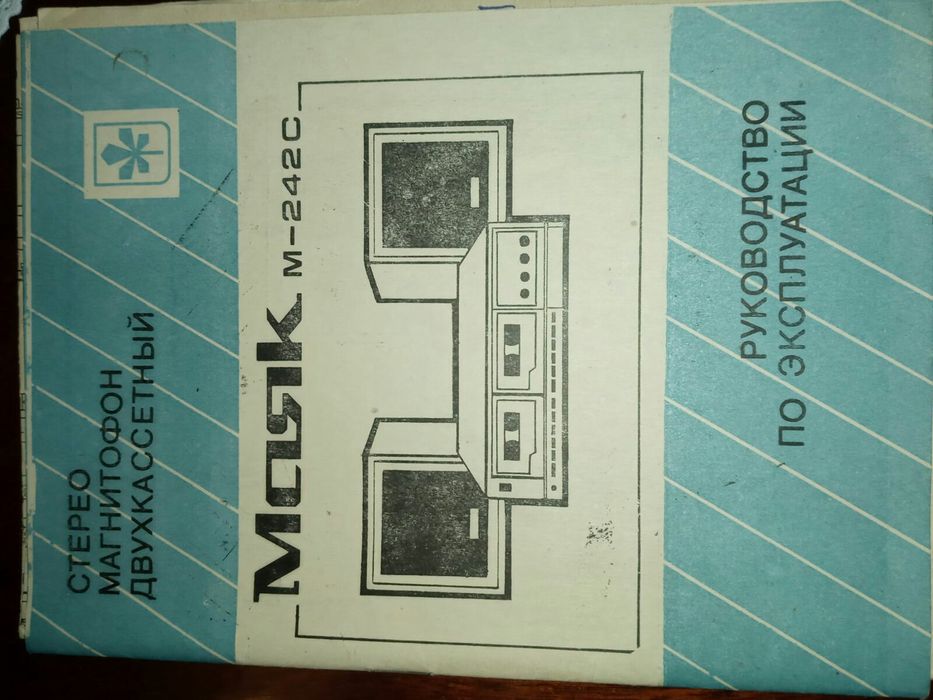 СТЕРЕО
МАГНИТОФОН
ДВУХКАССЕТНЫЙ
Маяк М-242С
РУКОВОДСТВО
ПО ЭКСПЛУАТАЦИИ